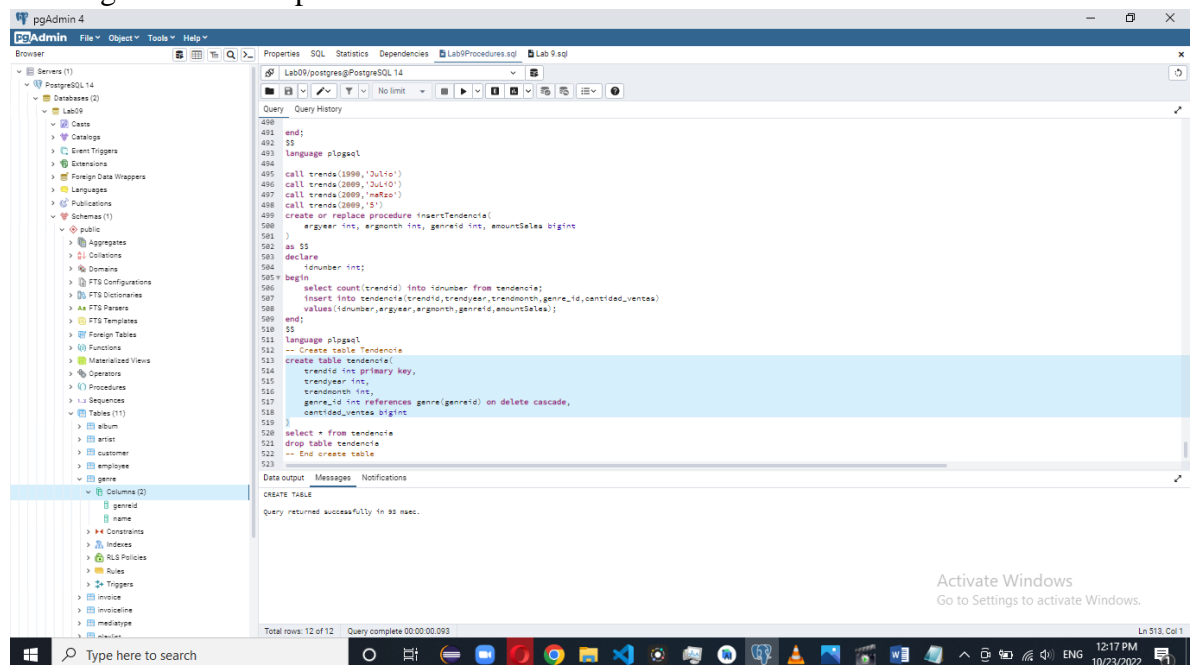 pgAdmin 4
PgAdmin File Object Tools Help
Browser
Properties SQL Statistics Dependencies Lab9Procedures.sql Lab 9.sql
Servers (1)
PostgreSQL 14
Databases (2)
Lab09
Casts
Catalogs
Event Triggers
Extensions
Foreign Data Wrappers
Languages
Publications
Schemas (1)
public
Aggregates
Collations
Domains
FTS Configurations
FTS Dictionaries
FTS Parsers
FTS Templates
Foreign Tables
Functions
Materialized Views
Operators
Procedures
Sequences
Tables (11)
album
artist
customer
employee
genre
Columns (2)
genreid
name
Constraints
Indexes
RLS Policies
Rules
Triggers
invoice
invoiceline
mediatype
playlist
Lab09/postgres@PostgreSQL 14
No limit
Query Query History
490
491 end;
492 $$
493 language plpgsql
494
495 call trends(1990,'Julio')
496 call trends(2009,'JuLiO')
497 call trends(2009,'maRzo')
498 call trends(2009,'5')
499 create or replace procedure insertTendencia(
500 argyear int, argmonth int, genreid int, amountSales bigint
501 )
502 as $$
503 declare
504 idnumber int;
505 begin
506 select count(trendid) into idnumber from tendencia;
507 insert into tendencia(trendid,trendyear,trendmonth,genre_id,cantidad_ventas)
508 values(idnumber,argyear,argmonth,genreid,amountSales);
509 end;
510 $$
511 language plpgsql
512 -- Create table Tendencia
513 create table tendencia(
514 trendid int primary key,
515 trendyear int,
516 trendmonth int,
517 genre_id int references genre(genreid) on delete cascade,
518 cantidad_ventas bigint
519 )
520 select * from tendencia
521 drop table tendencia
522 -- End create table
523
Data output Messages Notifications
CREATE TABLE
Query returned successfully in 93 msec.
Activate Windows
Go to Settings to activate Windows.
Total rows: 12 of 12 Query complete 00:00:00.093 Ln 513, Col 1
Type here to search
ENG 12:17 PM
10/23/2022